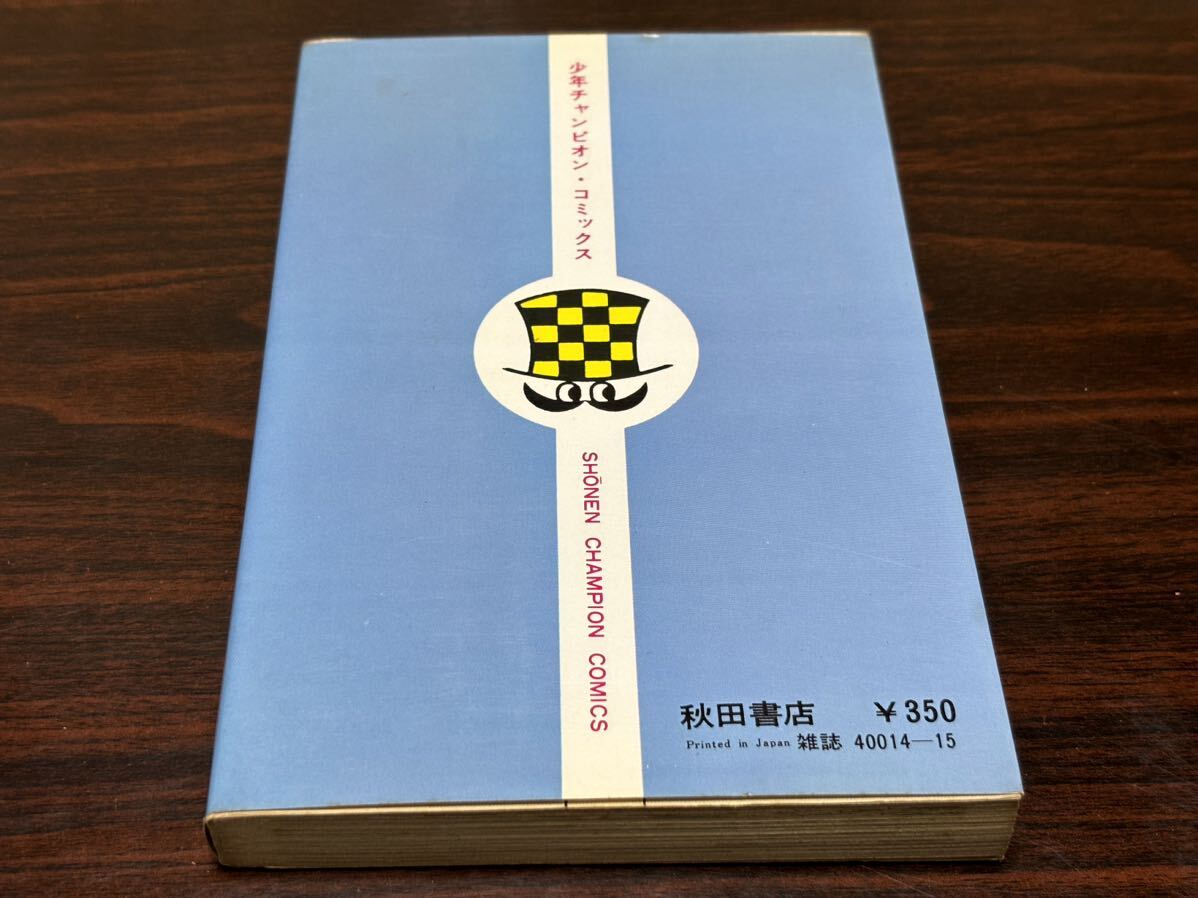 少年チャンピオン・コミックス
SHŌNEN CHAMPION COMICS
秋田書店 ¥350
Printed in Japan 雑誌 40014—15